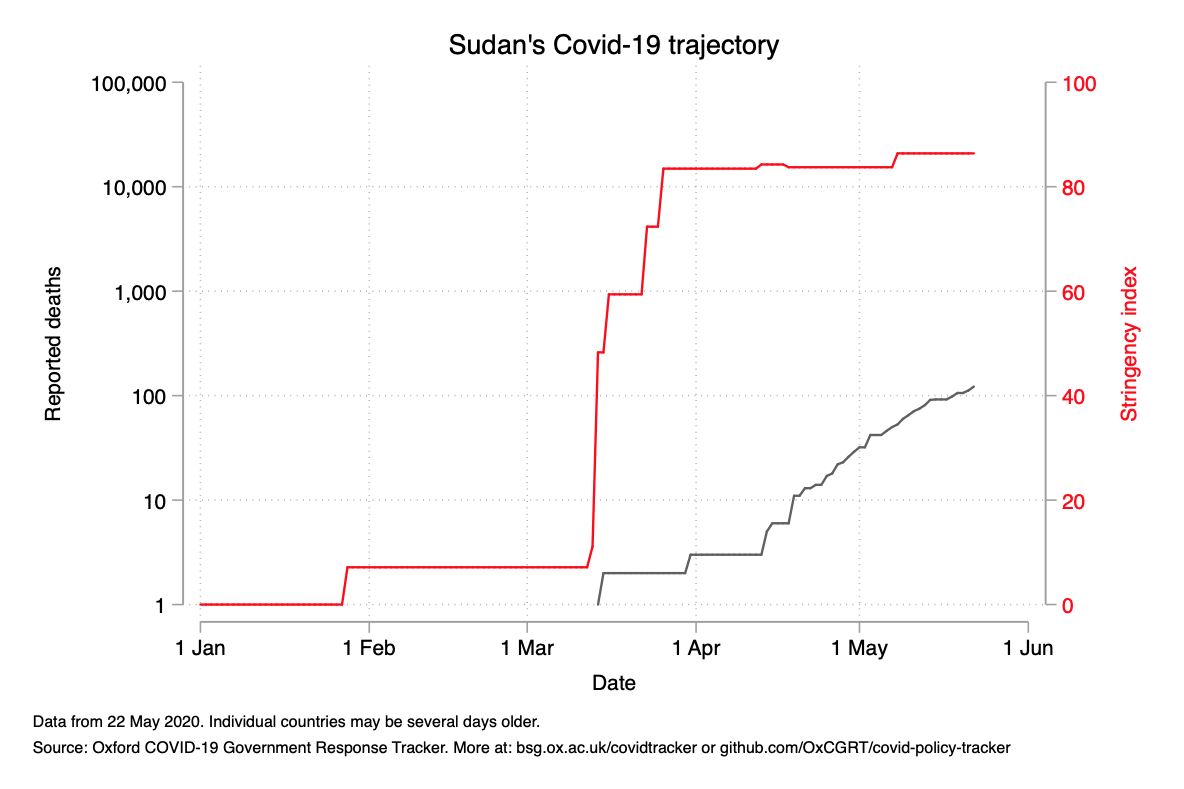 Sudan's Covid-19 trajectory
100,000
10,000
1,000
100
10
1
Reported deaths
100
80
60
40
20
0
Stringency index
1 Jan
1 Feb
1 Mar
1 Apr
1 May
1 Jun
Date
Data from 22 May 2020. Individual countries may be several days older.
Source: Oxford COVID-19 Government Response Tracker. More at: bsg.ox.ac.uk/covidtracker or github.com/OxCGRT/covid-policy-tracker